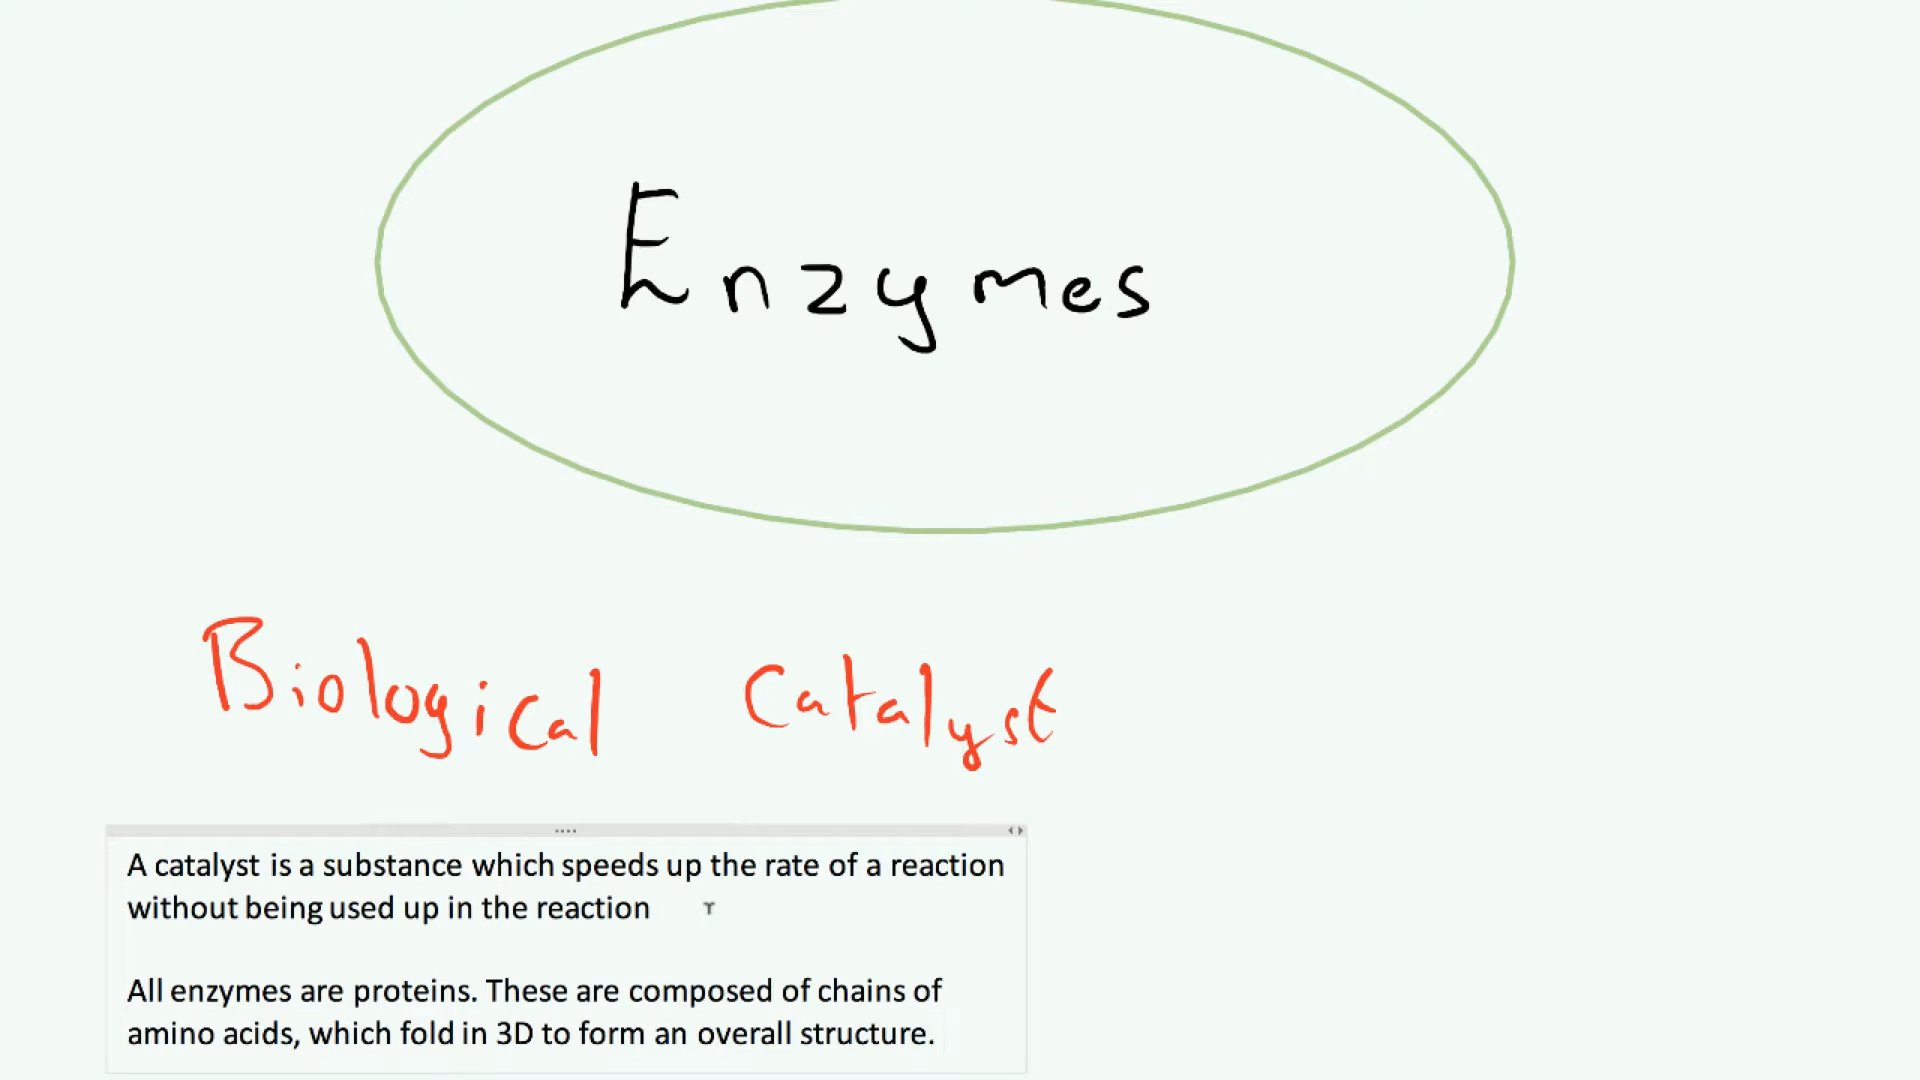 Enzymes
Biological Catalyst
A catalyst is a substance which speeds up the rate of a reaction
without being used up in the reaction
All enzymes are proteins. These are composed of chains of
amino acids, which fold in 3D to form an overall structure.